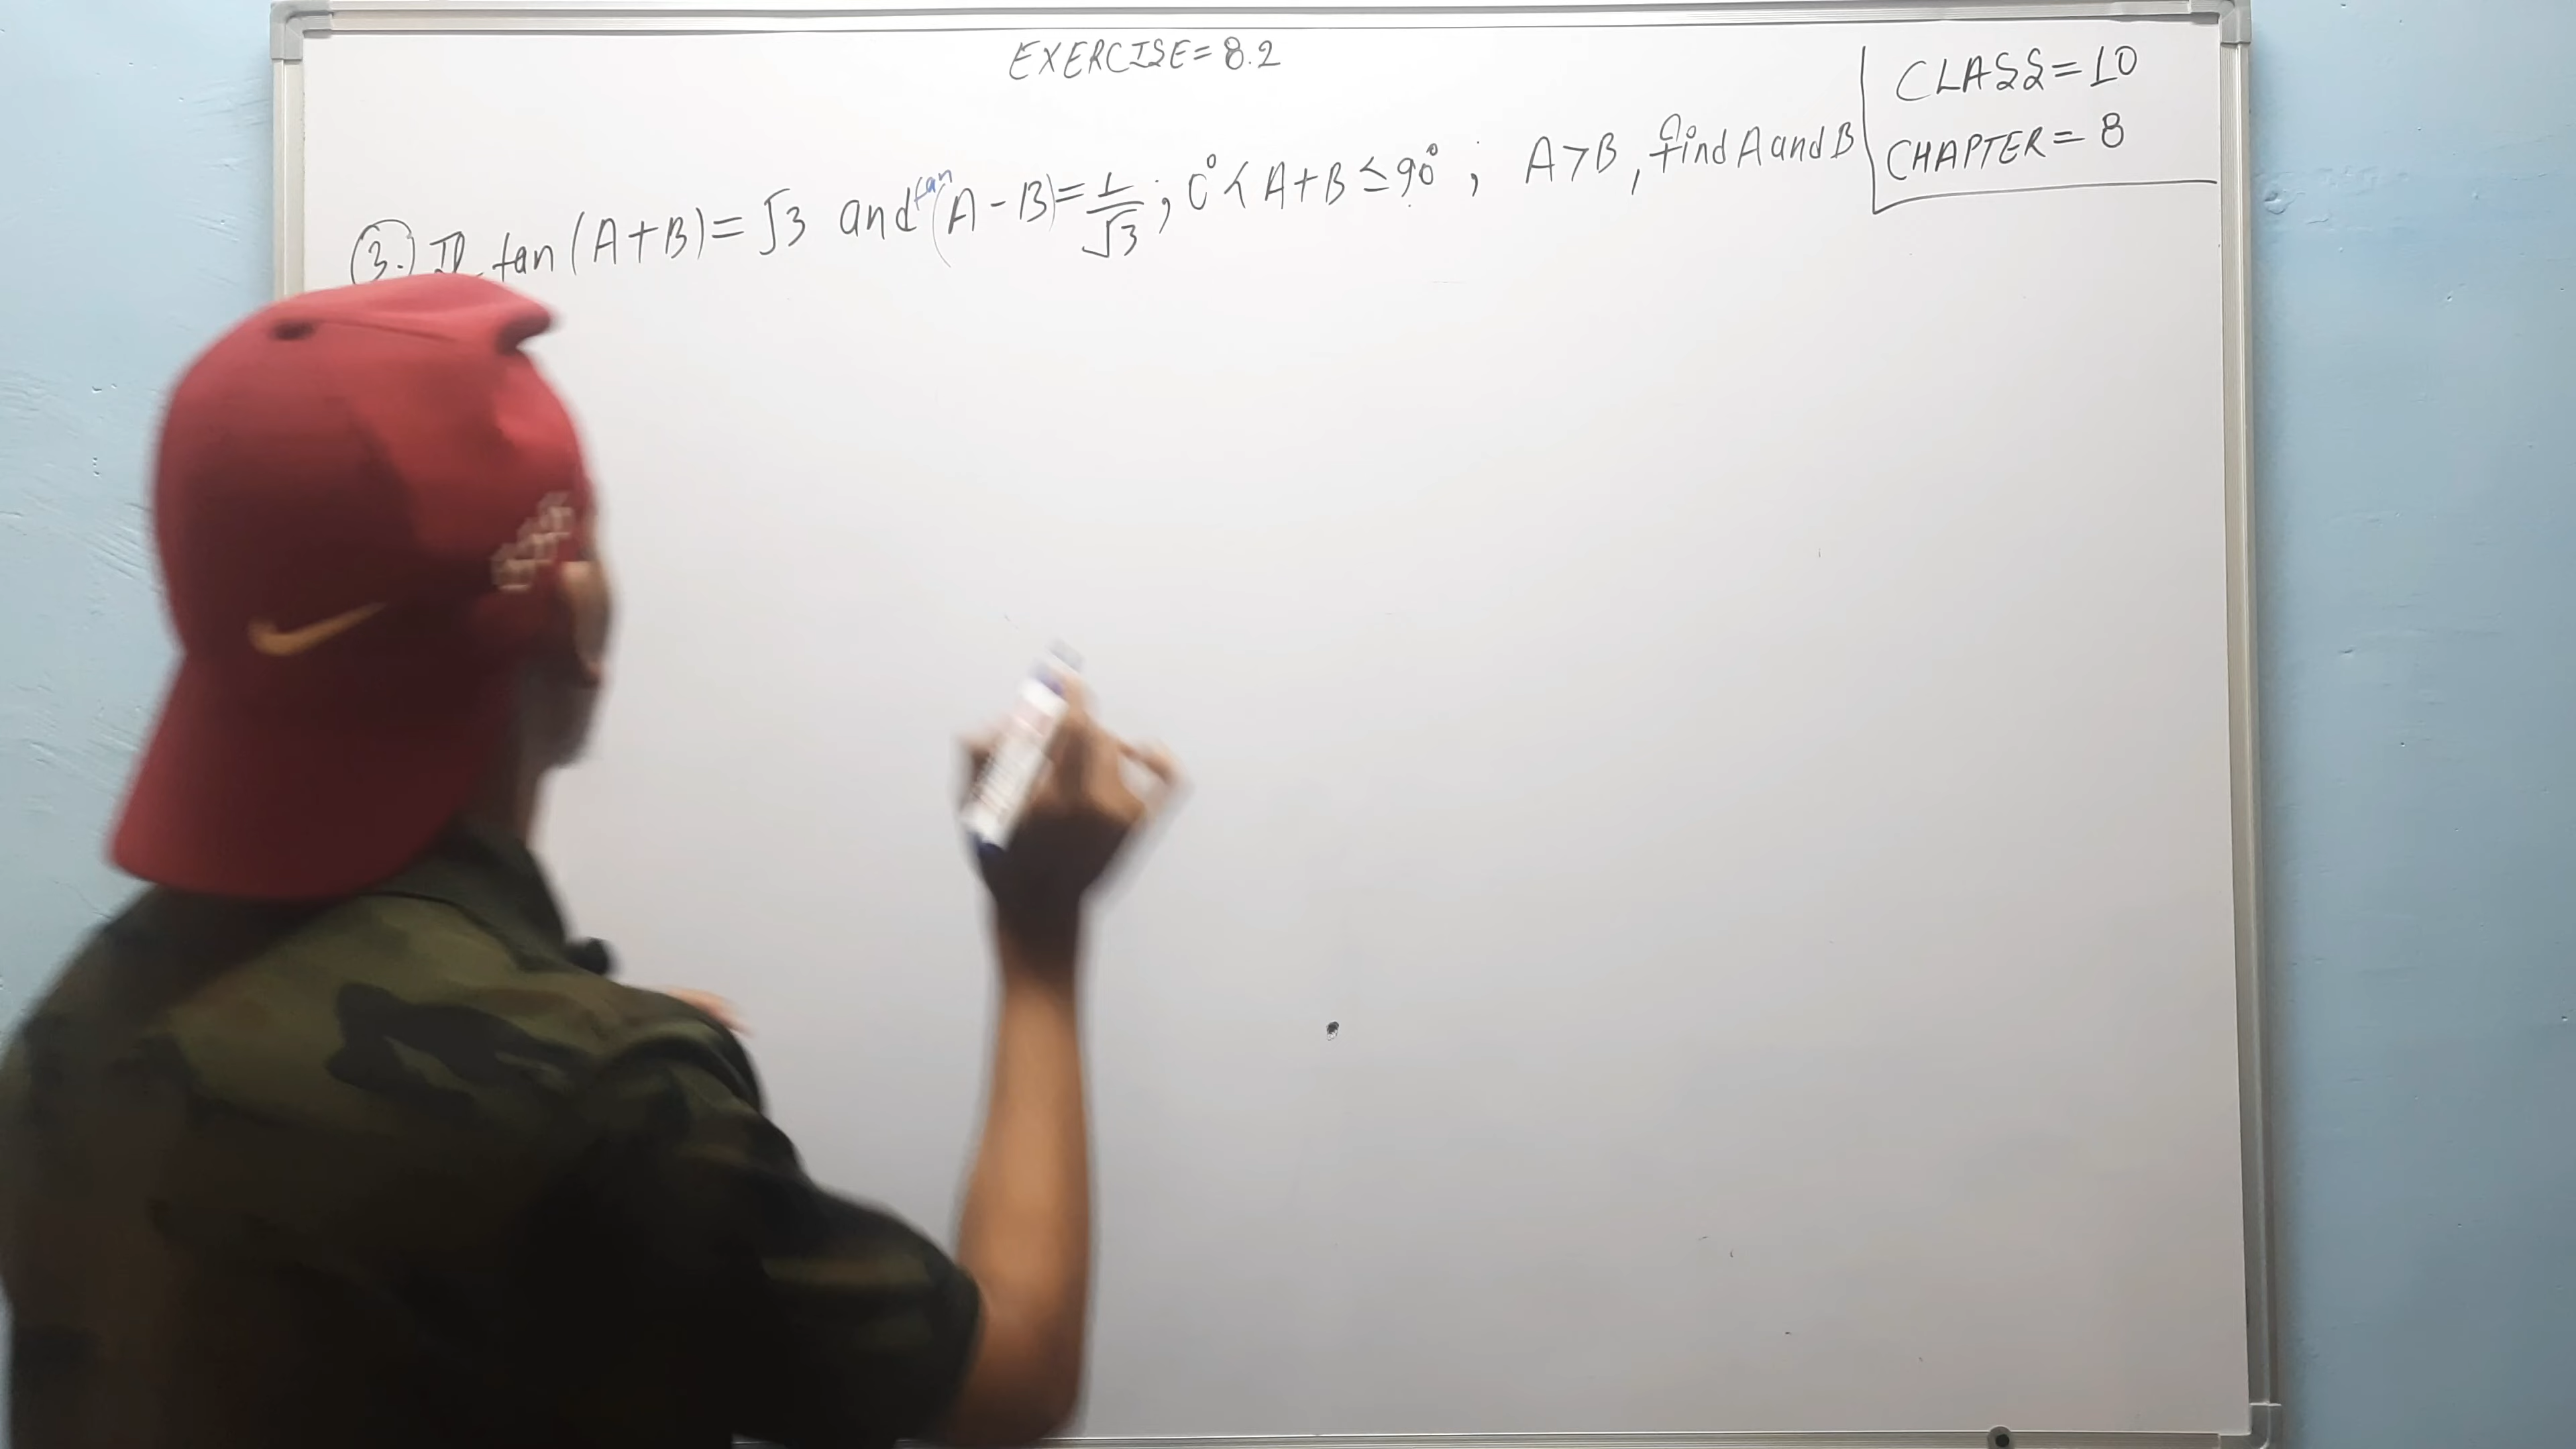 EXERCISE = 8.2
CLASS = 10
CHAPTER = 8
3.) If tan (A+B) = √3 and tan (A - B) = 1/√3 ; 0° < A+B ≤ 90° ; A > B , find A and B